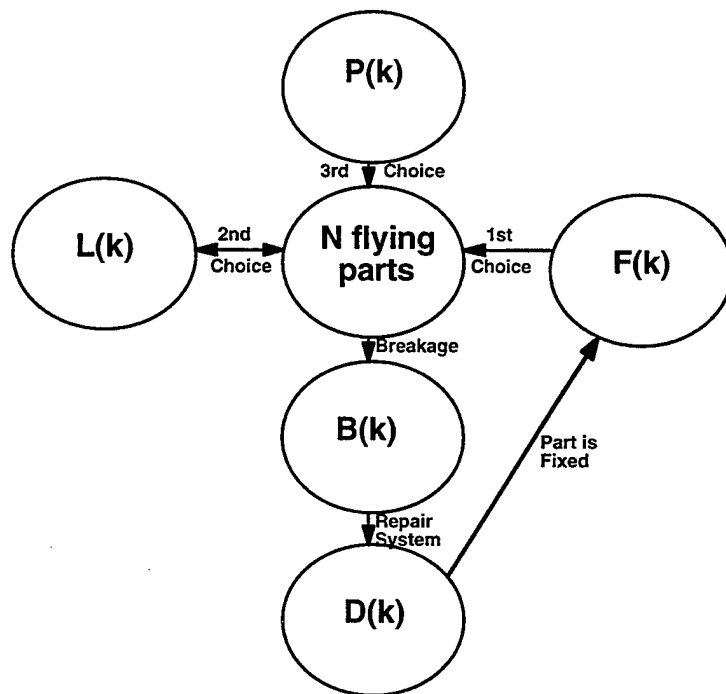 P(k)
3rd Choice
L(k)
2nd
Choice
N flying
parts
1st
Choice
F(k)
Breakage
B(k)
Part is
Fixed
Repair
System
D(k)